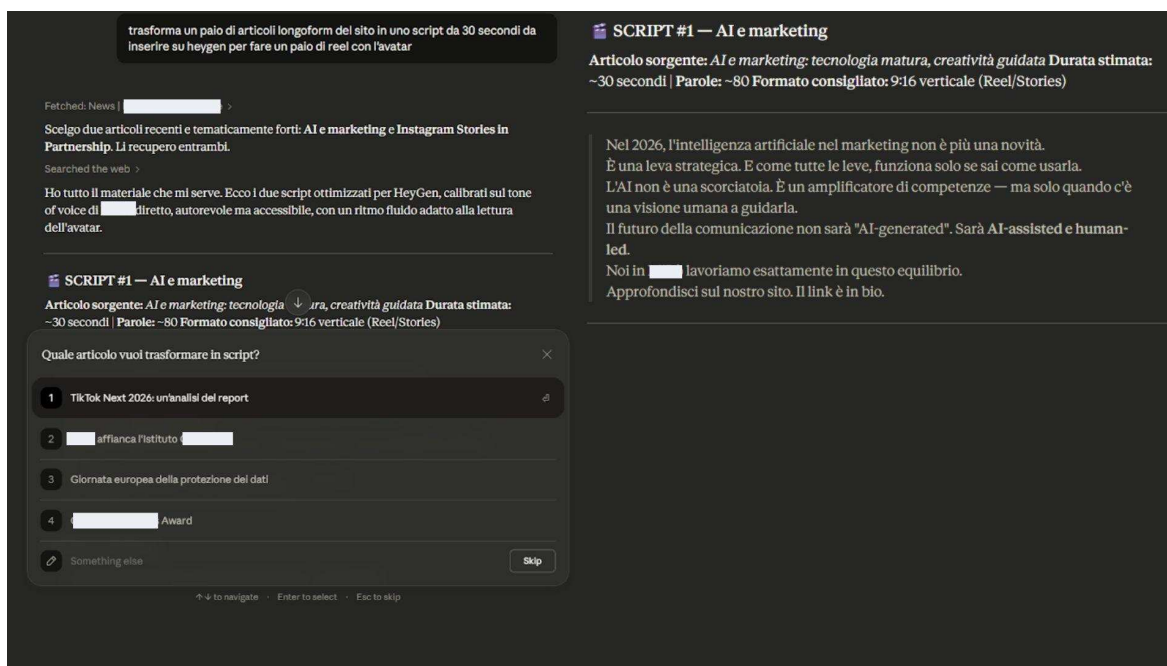 trasforma un paio di articoli longoform del sito in uno script da 30 secondi da
inserire su heygen per fare un paio di reel con l'avatar
Fetched: News |
Scelgo due articoli recenti e tematicamente forti: AI e marketing e Instagram Stories in
Partnership. Li recupero entrambi.
Searched the web
Ho tutto il materiale che mi serve. Ecco i due script ottimizzati per HeyGen, calibrati sul tone
of voice di diretto, autorevole ma accessibile, con un ritmo fluido adatto alla lettura
dell'avatar.
SCRIPT #1 — AI e marketing
Articolo sorgente: AI e marketing: tecnologia creatività guidata Durata stimata:
~30 secondi | Parole: ~80 Formato consigliato: 9:16 verticale (Reel/Stories)
Quale articolo vuoi trasformare in script?
1 TikTok Next 2026: un'analisi del report
2 affianca l'Istituto
3 Giornata europea della protezione dei dati
4 Award
Something else
Skip
↑↓ to navigate · Enter to select · Esc to skip
SCRIPT #1 — AI e marketing
Articolo sorgente: AI e marketing: tecnologia matura, creatività guidata Durata stimata:
~30 secondi | Parole: ~80 Formato consigliato: 9:16 verticale (Reel/Stories)
Nel 2026, l'intelligenza artificiale nel marketing non è più una novità.
È una leva strategica. E come tutte le leve, funziona solo se sai come usarla.
L'AI non è una scorciatoia. È un amplificatore di competenze — ma solo quando c'è
una visione umana a guidarla.
Il futuro della comunicazione non sarà "AI-generated". Sarà AI-assisted e human-
led.
Noi in lavoriamo esattamente in questo equilibrio.
Approfondisci sul nostro sito. Il link è in bio.